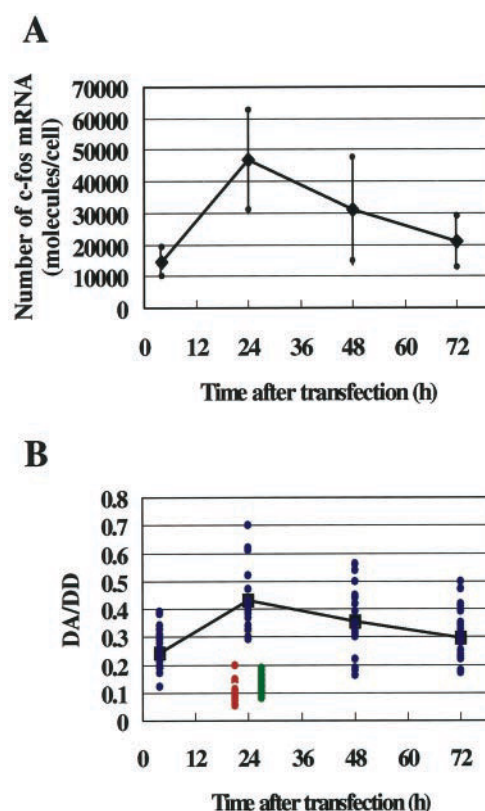 A
Number of c-fos mRNA
(molecules/cell)
70000
60000
50000
40000
30000
20000
10000
0
0 12 24 36 48 60 72
Time after transfection (h)
B
DA/DD
0.8
0.7
0.6
0.5
0.4
0.3
0.2
0.1
0
0 12 24 36 48 60 72
Time after transfection (h)